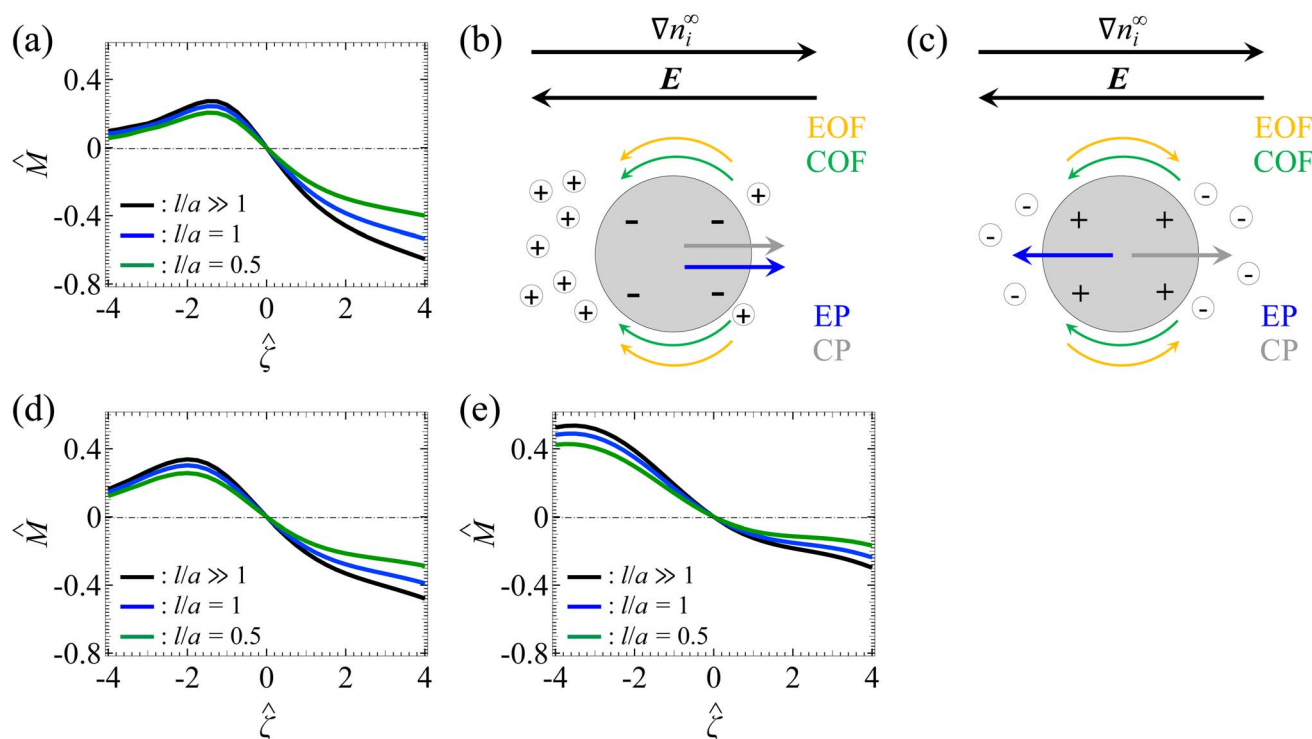 (a)
0.4
0
-0.4
-0.8
M̂
: l/a ≫ 1
: l/a = 1
: l/a = 0.5
-4 -2 0 2 4
ζ̂
(b)
∇n_i^∞
E
EOF
COF
+ + + + + + + + + +
- -
- -
EP
CP
(c)
∇n_i^∞
E
EOF
COF
- - - - - - - -
+ +
+ +
EP
CP
(d)
0.4
0
-0.4
-0.8
M̂
: l/a ≫ 1
: l/a = 1
: l/a = 0.5
-4 -2 0 2 4
ζ̂
(e)
0.4
0
-0.4
-0.8
M̂
: l/a ≫ 1
: l/a = 1
: l/a = 0.5
-4 -2 0 2 4
ζ̂